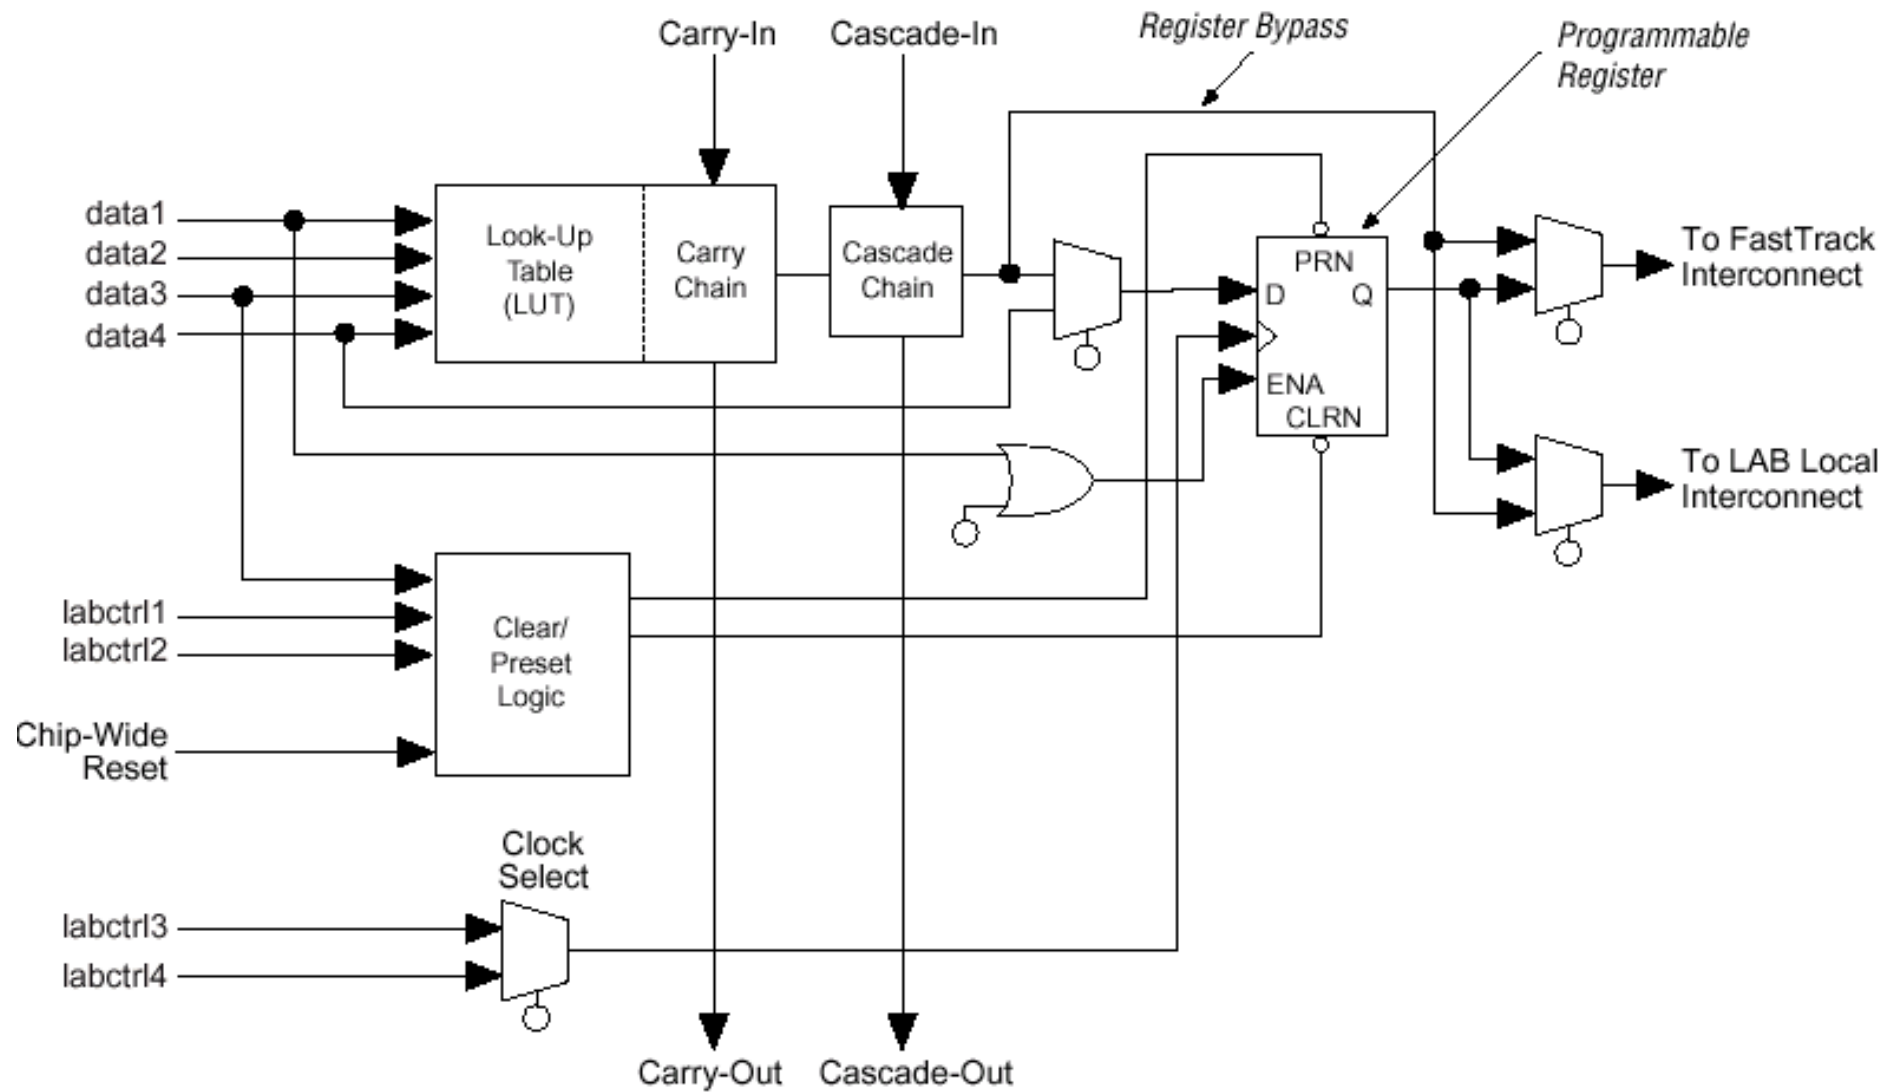 Carry-In
Cascade-In
Register Bypass
Programmable
Register
data1
data2
data3
data4
Look-Up
Table
(LUT)
Carry
Chain
Cascade
Chain
PRN
D
Q
ENA
CLRN
To FastTrack
Interconnect
To LAB Local
Interconnect
labctrl1
labctrl2
Chip-Wide
Reset
Clear/
Preset
Logic
Clock
Select
labctrl3
labctrl4
Carry-Out
Cascade-Out